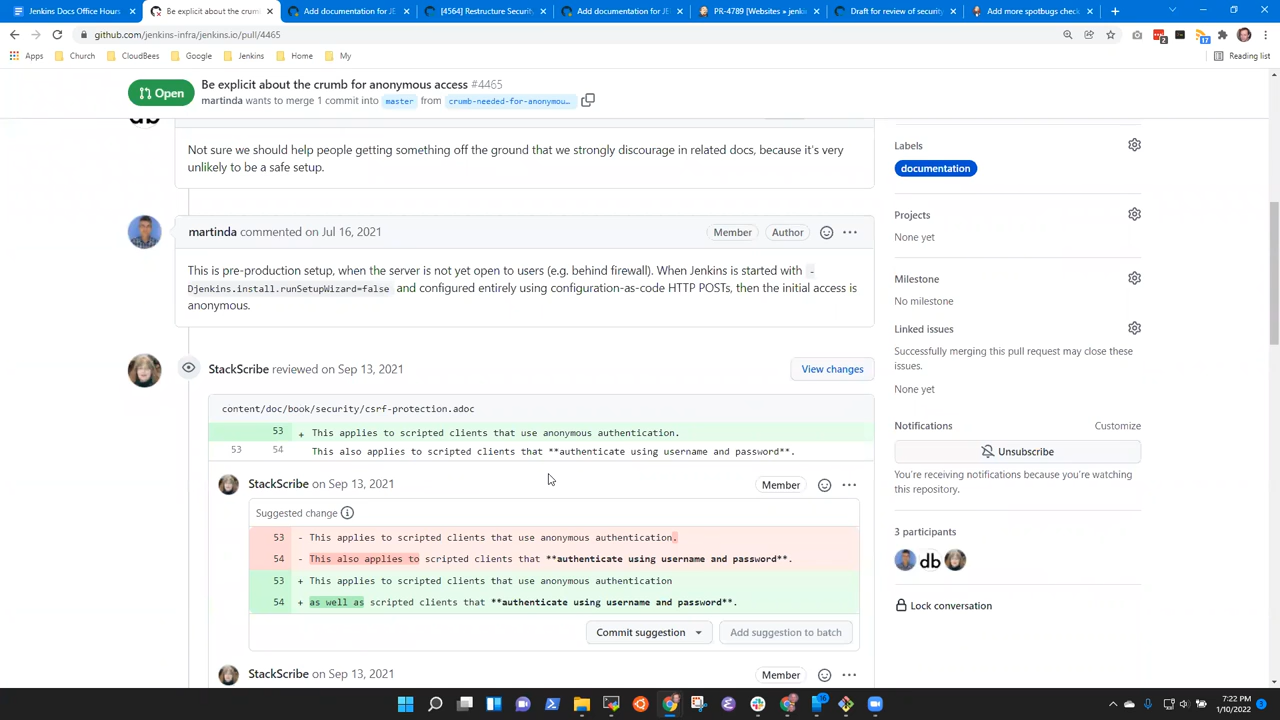 Jenkins Docs Office Hours
Be explicit about the crum
Add documentation for JE
[4564] Restructure Securit
Add documentation for JE
PR-4789 [Websites » jenki
Draft for review of securit
Add more spotbugs check
github.com/jenkins-infra/jenkins.io/pull/4465
Apps
Church
CloudBees
Google
Jenkins
Home
My
Reading list
Open
Be explicit about the crumb for anonymous access #4465
martinda wants to merge 1 commit into master from crumb-needed-for-anonymou…
Not sure we should help people getting something off the ground that we strongly discourage in related docs, because it's very
unlikely to be a safe setup.
martinda commented on Jul 16, 2021
Member
Author
This is pre-production setup, when the server is not yet open to users (e.g. behind firewall). When Jenkins is started with -
Djenkins.install.runSetupWizard=false and configured entirely using configuration-as-code HTTP POSTs, then the initial access is
anonymous.
StackScribe reviewed on Sep 13, 2021
View changes
content/doc/book/security/csrf-protection.adoc
53 + This applies to scripted clients that use anonymous authentication.
53 54 This also applies to scripted clients that **authenticate using username and password**.
StackScribe on Sep 13, 2021
Member
Suggested change
53 - This applies to scripted clients that use anonymous authentication.
54 - This also applies to scripted clients that **authenticate using username and password**.
53 + This applies to scripted clients that use anonymous authentication
54 + as well as scripted clients that **authenticate using username and password**.
Commit suggestion
Add suggestion to batch
StackScribe on Sep 13, 2021
Member
Labels
documentation
Projects
None yet
Milestone
No milestone
Linked issues
Successfully merging this pull request may close these
issues.
None yet
Notifications
Customize
Unsubscribe
You're receiving notifications because you're watching
this repository.
3 participants
db
Lock conversation
7:22 PM
1/10/2022